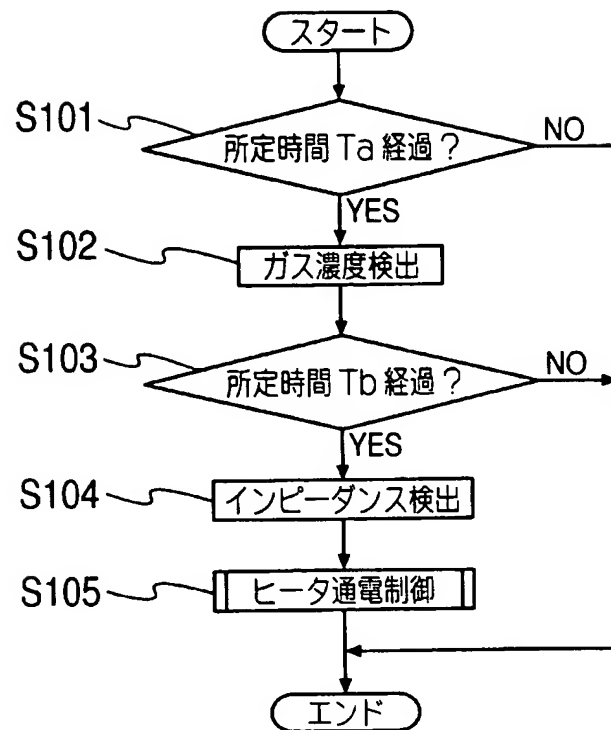 スタート
S101
所定時間 Ta 経過?
NO
YES
S102
ガス濃度検出
S103
所定時間 Tb 経過?
NO
YES
S104
インピーダンス検出
S105
ヒータ通電制御
エンド